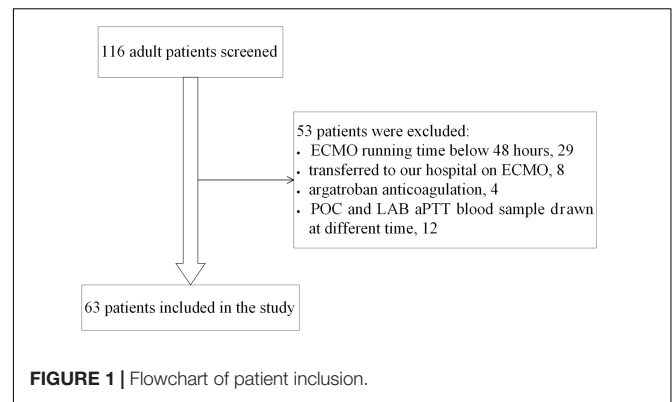 116 adult patients screened
53 patients were excluded:
• ECMO running time below 48 hours, 29
• transferred to our hospital on ECMO, 8
• argatroban anticoagulation, 4
• POC and LAB aPTT blood sample drawn
at different time, 12
63 patients included in the study
FIGURE 1 | Flowchart of patient inclusion.